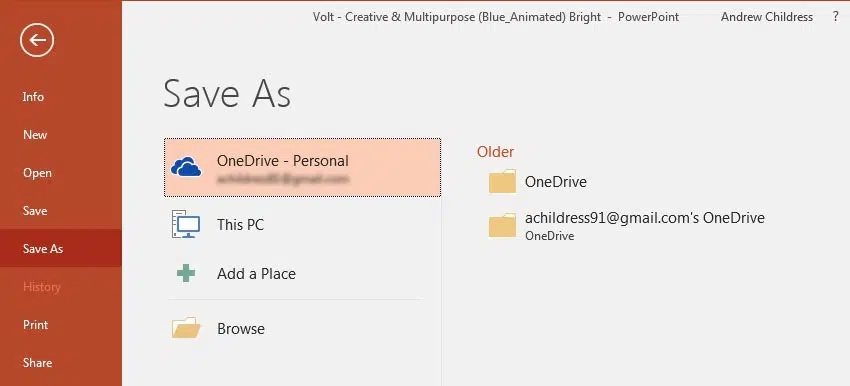 Volt - Creative & Multipurpose (Blue_Animated) Bright - PowerPoint
Andrew Childress
?
Info
New
Open
Save
Save As
History
Print
Share
Save As
OneDrive - Personal
This PC
Add a Place
Browse
Older
OneDrive
achildress91@gmail.com's OneDrive
OneDrive